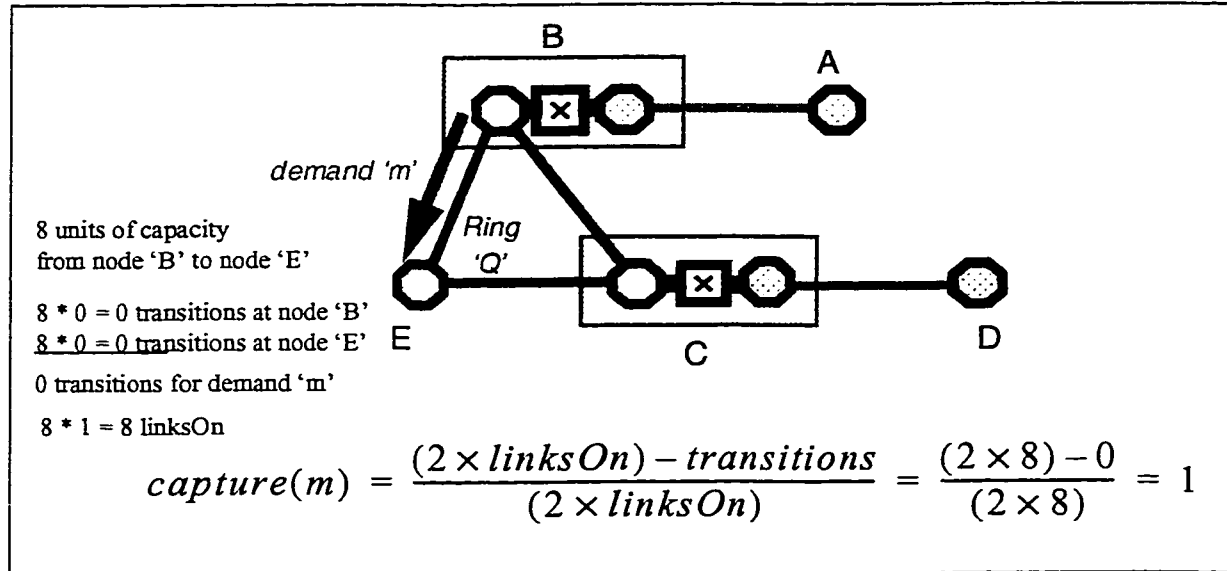 B
A
demand 'm'
Ring
'Q'
8 units of capacity
from node 'B' to node 'E'
8 * 0 = 0 transitions at node 'B'
8 * 0 = 0 transitions at node 'E'
0 transitions for demand 'm'
8 * 1 = 8 linksOn
×
×
E
C
D
capture(m) = (2 × linksOn) − transitions / (2 × linksOn) = (2 × 8) − 0 / (2 × 8) = 1